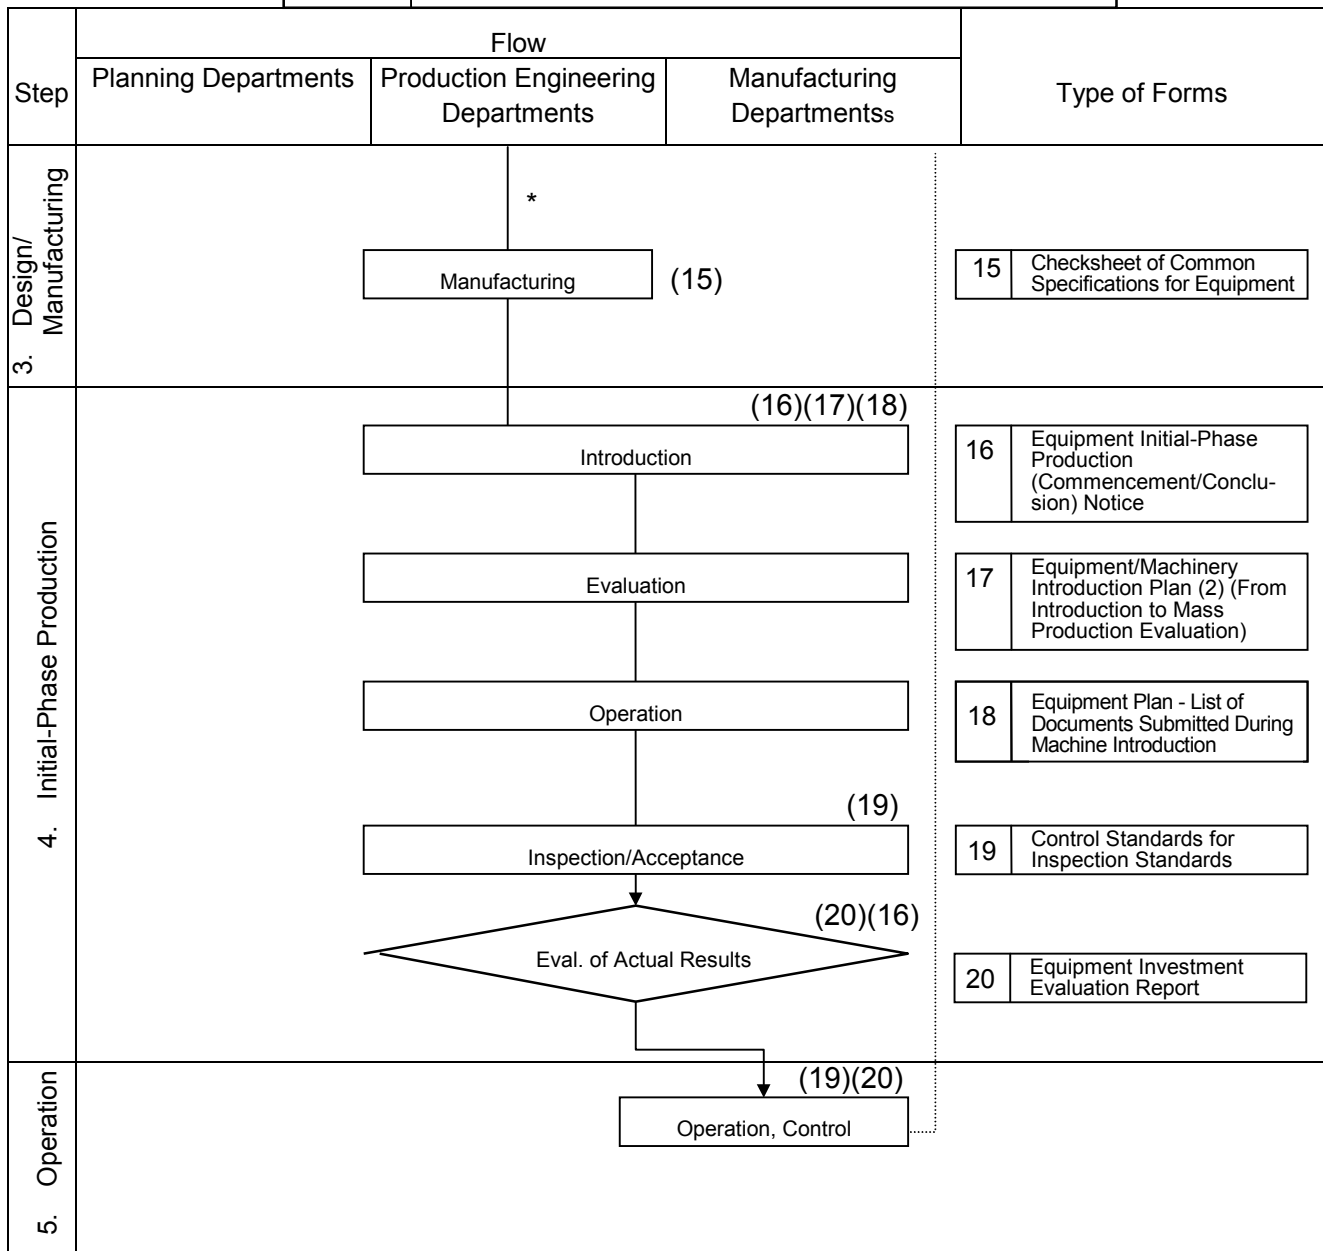 Step
Flow
Planning Departments
Production Engineering
Departments
Manufacturing
Departmentss
Type of Forms
3. Design/
Manufacturing
*
Manufacturing
(15)
15
Checksheet of Common
Specifications for Equipment
4. Initial-Phase Production
(16)(17)(18)
Introduction
16
Equipment Initial-Phase
Production
(Commencement/Conclu-
sion) Notice
Evaluation
17
Equipment/Machinery
Introduction Plan (2) (From
Introduction to Mass
Production Evaluation)
Operation
18
Equipment Plan - List of
Documents Submitted During
Machine Introduction
(19)
Inspection/Acceptance
19
Control Standards for
Inspection Standards
(20)(16)
Eval. of Actual Results
20
Equipment Investment
Evaluation Report
5. Operation
(19)(20)
Operation, Control